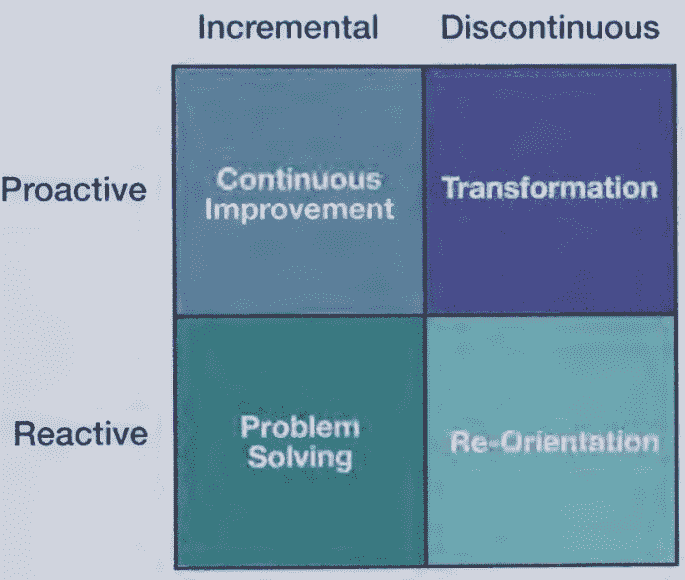 Incremental Discontinuous
Proactive
Continuous
Improvement
Transformation
Reactive
Problem
Solving
Re-Orientation